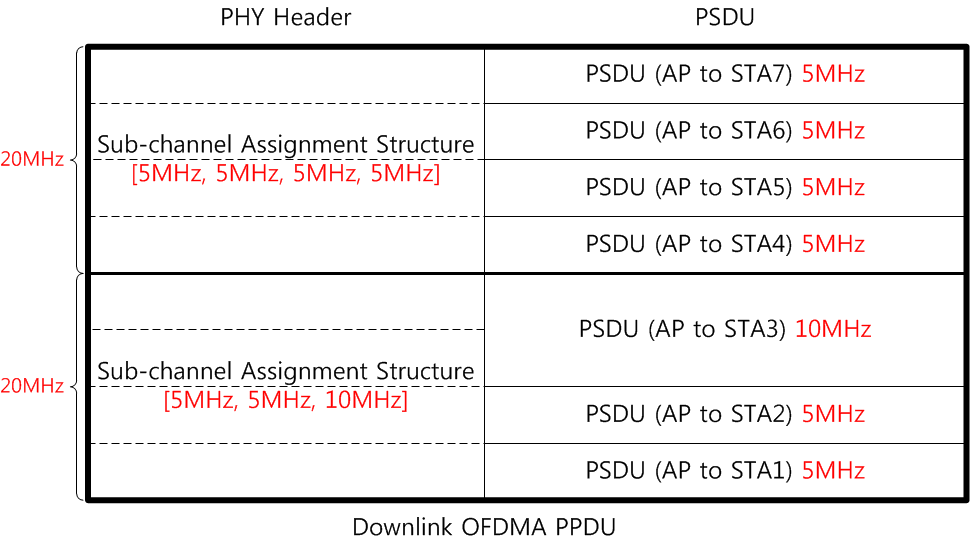 PHY Header
PSDU
20MHz
Sub-channel Assignment Structure
[5MHz, 5MHz, 5MHz, 5MHz]
PSDU (AP to STA7) 5MHz
PSDU (AP to STA6) 5MHz
PSDU (AP to STA5) 5MHz
PSDU (AP to STA4) 5MHz
20MHz
Sub-channel Assignment Structure
[5MHz, 5MHz, 10MHz]
PSDU (AP to STA3) 10MHz
PSDU (AP to STA2) 5MHz
PSDU (AP to STA1) 5MHz
Downlink OFDMA PPDU